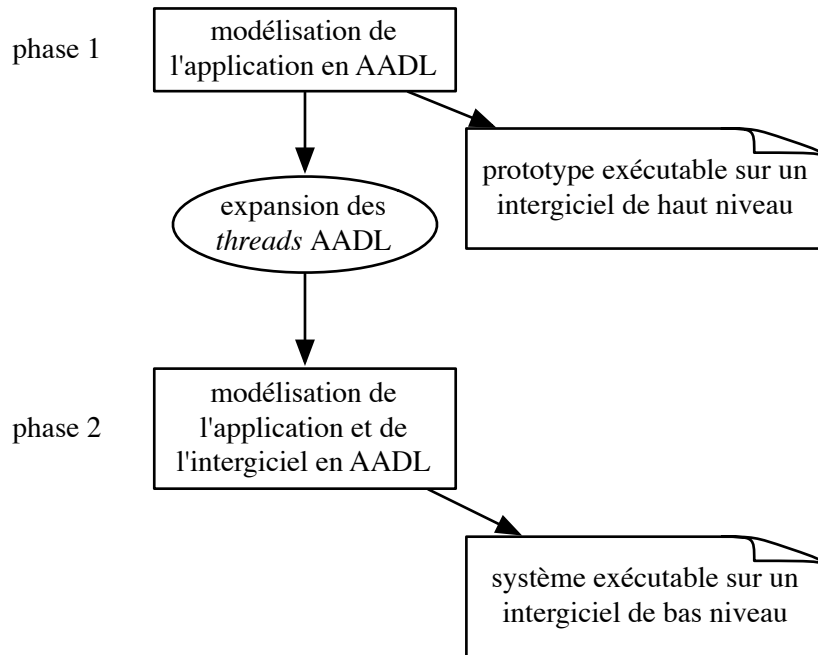 phase 1
modélisation de
l'application en AADL
prototype exécutable sur un
intergiciel de haut niveau
expansion des
threads AADL
phase 2
modélisation de
l'application et de
l'intergiciel en AADL
système exécutable sur un
intergiciel de bas niveau